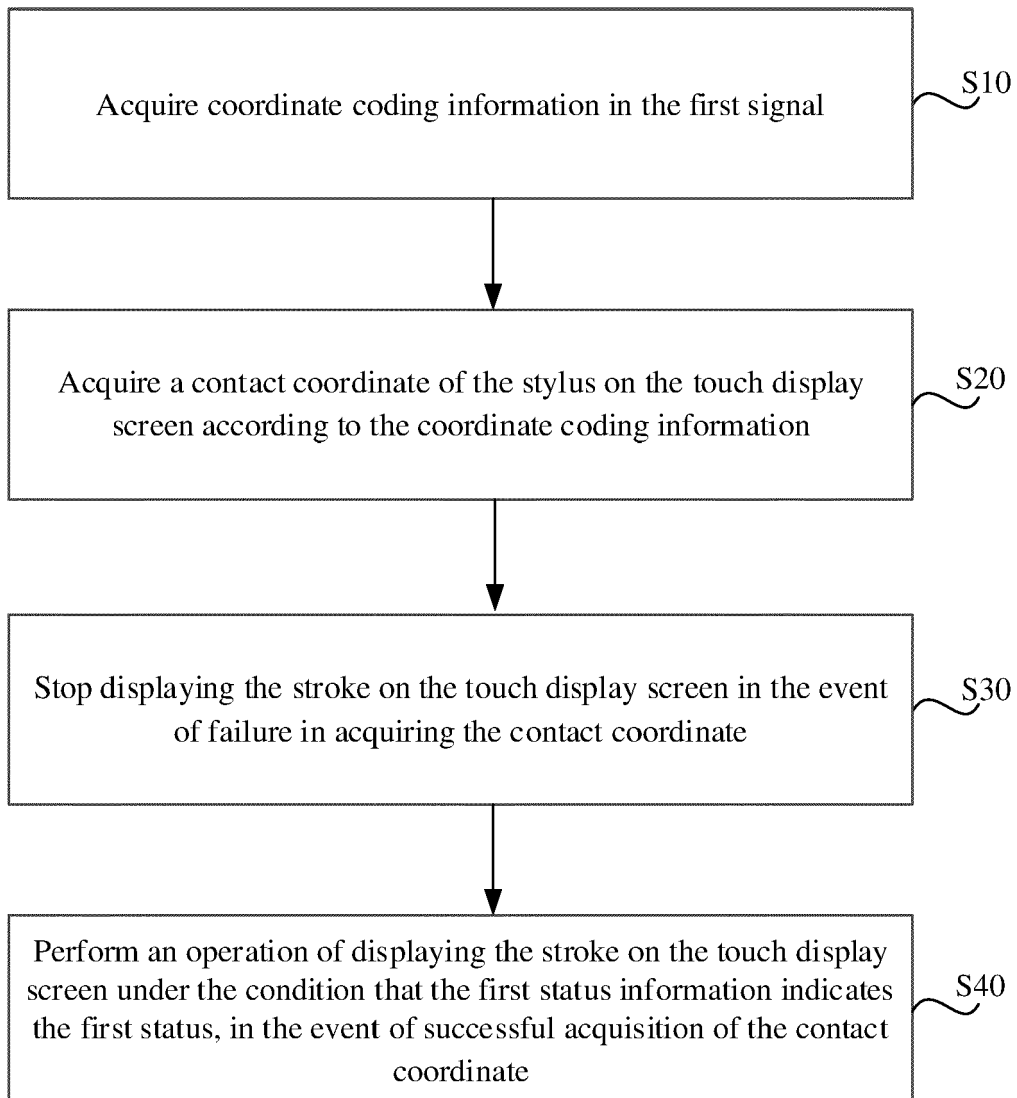 Acquire coordinate coding information in the first signal
S10
Acquire a contact coordinate of the stylus on the touch display
screen according to the coordinate coding information
S20
Stop displaying the stroke on the touch display screen in the event
of failure in acquiring the contact coordinate
S30
Perform an operation of displaying the stroke on the touch display
screen under the condition that the first status information indicates
the first status, in the event of successful acquisition of the contact
coordinate
S40